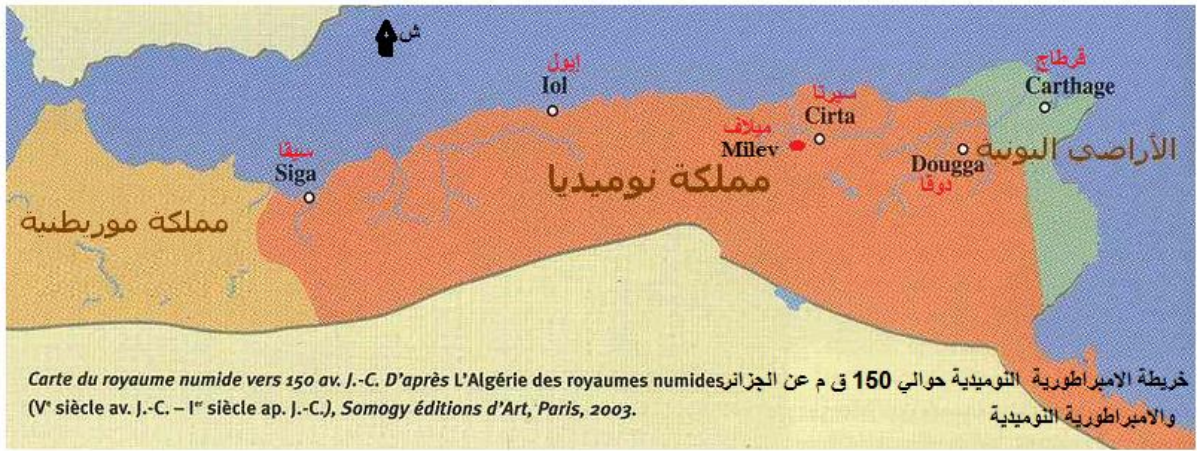 ش
إيول
Iol
قرطاج
Carthage
سيرتا
Cirta
ميلاف
Milev
سيقا
Siga
Dougga
دوقا
الأراضي البونية
مملكة نوميديا
مملكة موريطنية
Carte du royaume numide vers 150 av. J.-C. D'après L'Algérie des royaumes numides,
(Vᵉ siècle av. J.-C. – Iᵉʳ siècle ap. J.-C.), Somogy éditions d'Art, Paris, 2003.
خريطة الامبراطورية النوميدية حوالي 150 ق م عن الجزائر
والامبراطورية النوميدية